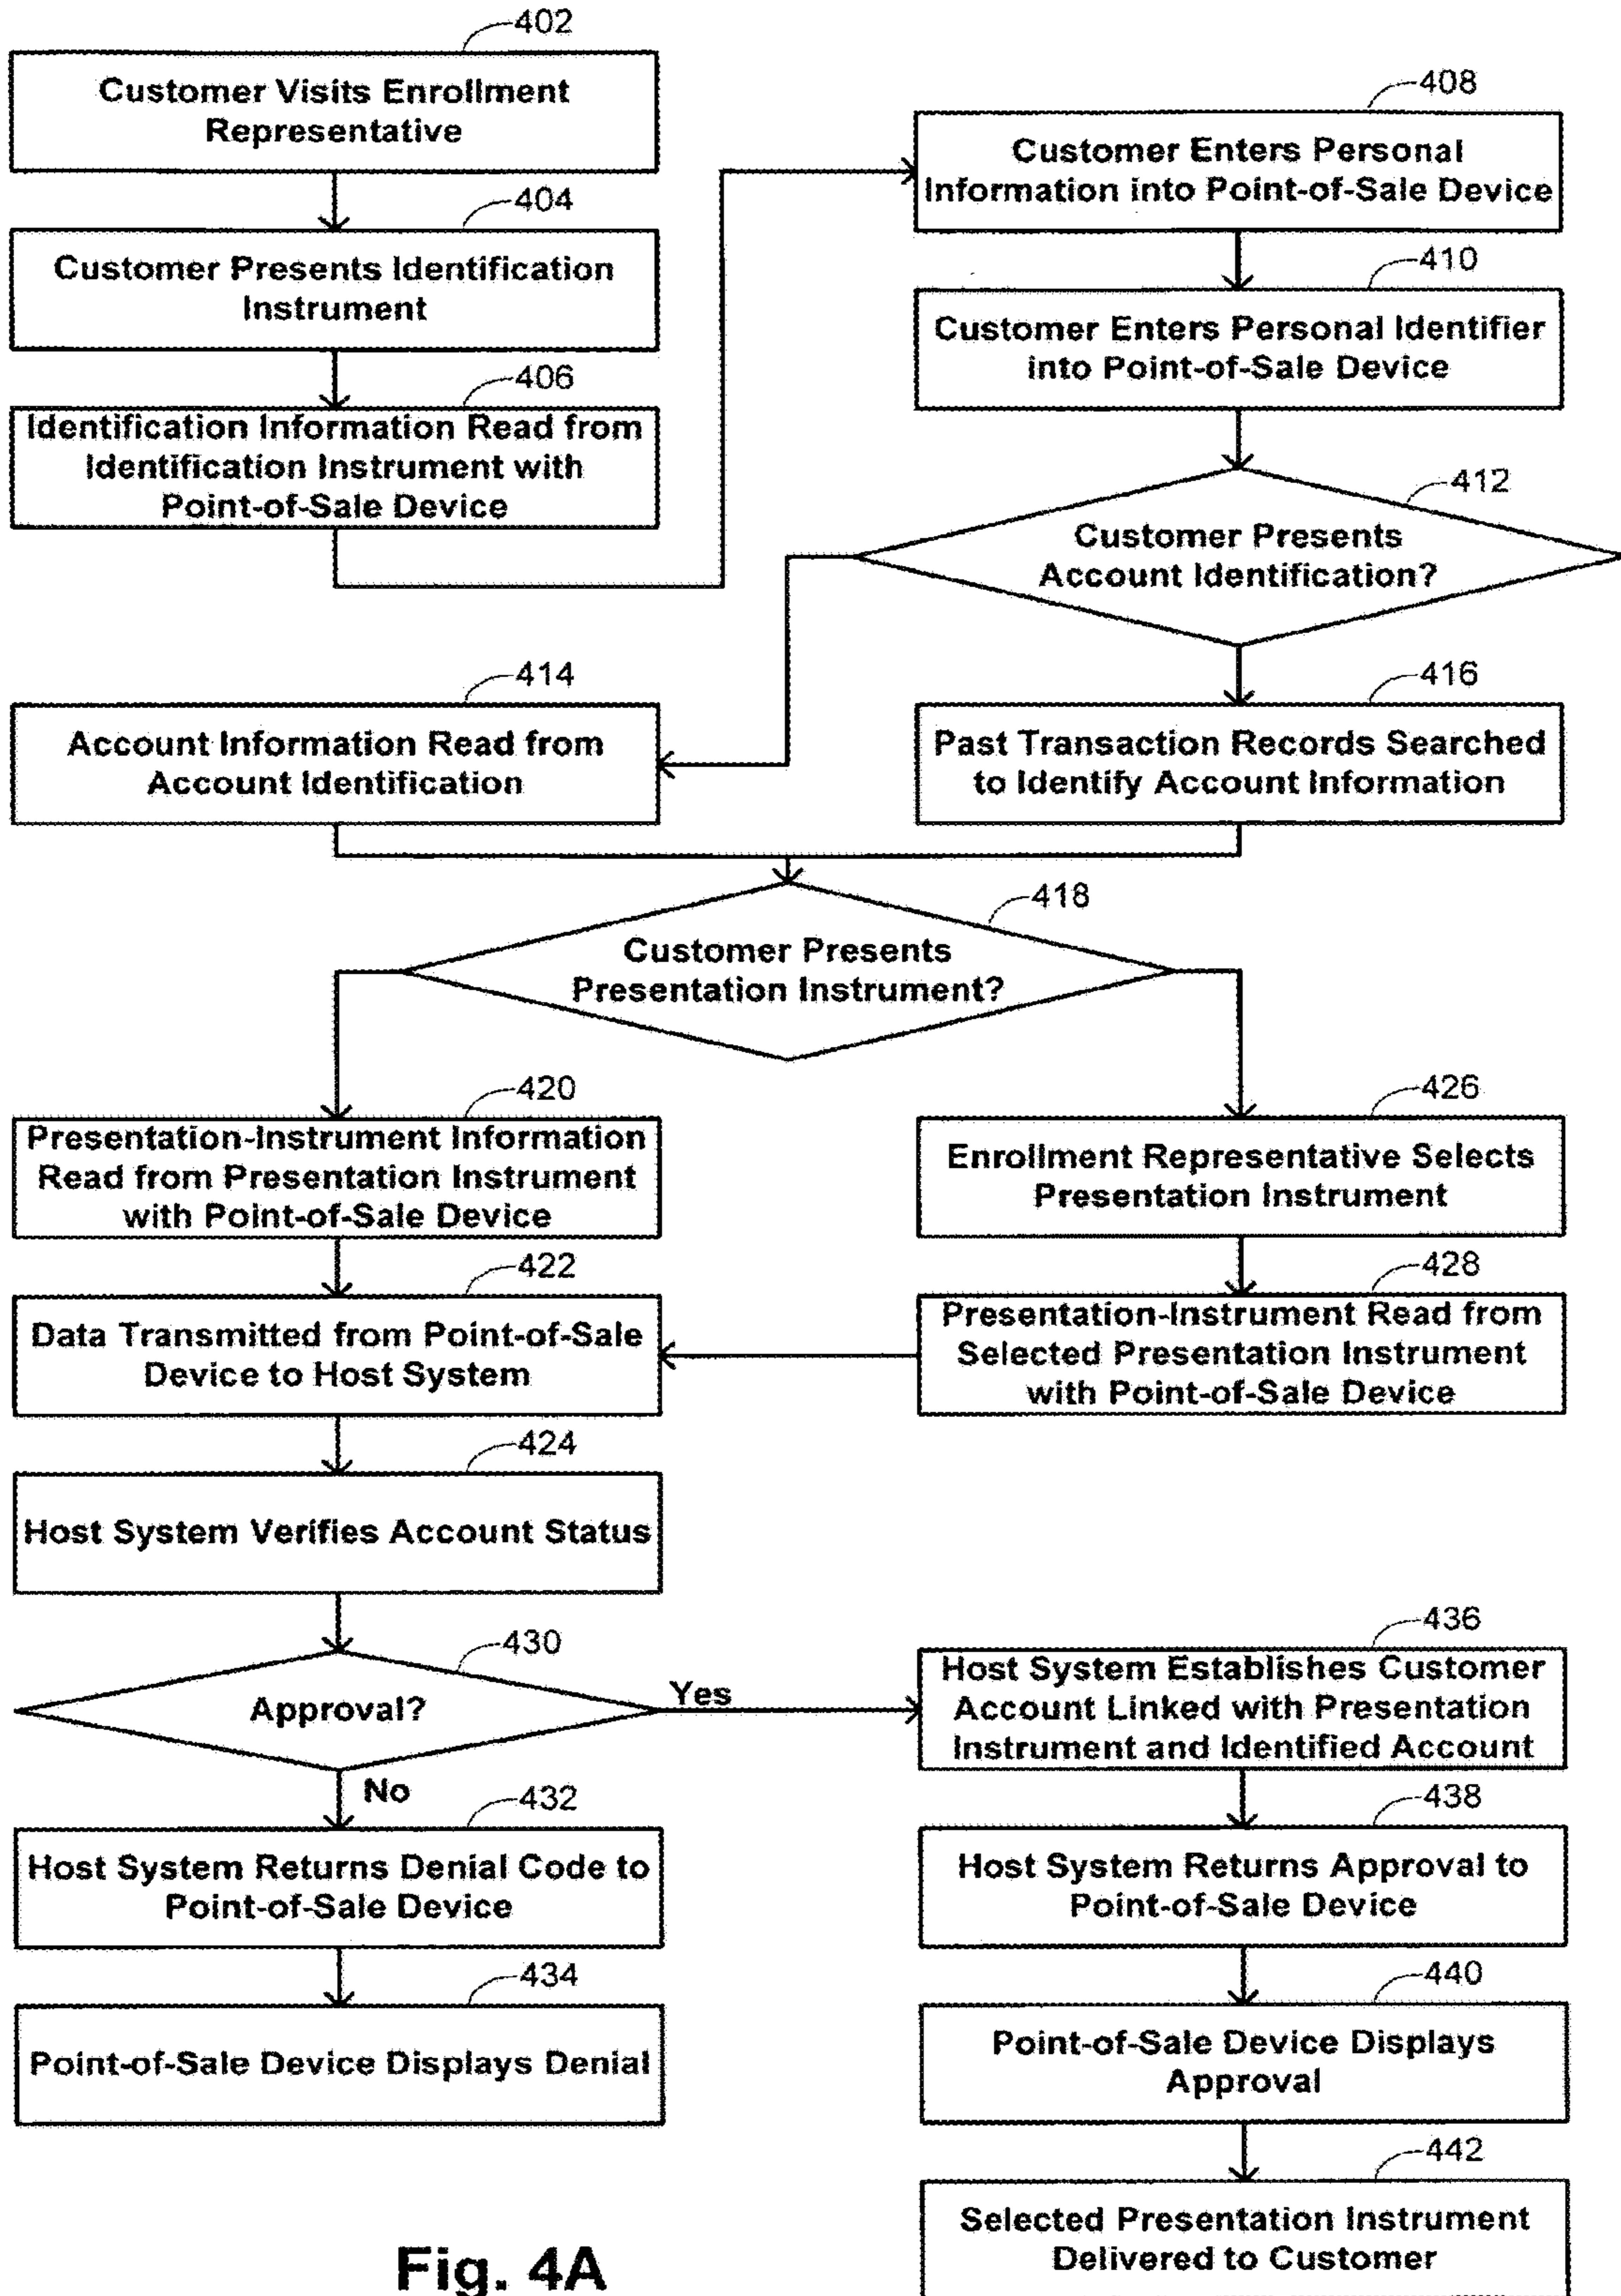 402
Customer Visits Enrollment
Representative
404
Customer Presents Identification
Instrument
406
Identification Information Read from
Identification Instrument with
Point-of-Sale Device
408
Customer Enters Personal
Information into Point-of-Sale Device
410
Customer Enters Personal Identifier
into Point-of-Sale Device
412
Customer Presents
Account Identification?
414
Account Information Read from
Account Identification
416
Past Transaction Records Searched
to Identify Account Information
418
Customer Presents
Presentation Instrument?
420
Presentation-Instrument Information
Read from Presentation Instrument
with Point-of-Sale Device
422
Data Transmitted from Point-of-Sale
Device to Host System
424
Host System Verifies Account Status
426
Enrollment Representative Selects
Presentation Instrument
428
Presentation-Instrument Read from
Selected Presentation Instrument
with Point-of-Sale Device
430
Approval?
Yes
No
432
Host System Returns Denial Code to
Point-of-Sale Device
434
Point-of-Sale Device Displays Denial
436
Host System Establishes Customer
Account Linked with Presentation
Instrument and Identified Account
438
Host System Returns Approval to
Point-of-Sale Device
440
Point-of-Sale Device Displays
Approval
442
Selected Presentation Instrument
Delivered to Customer
Fig. 4A